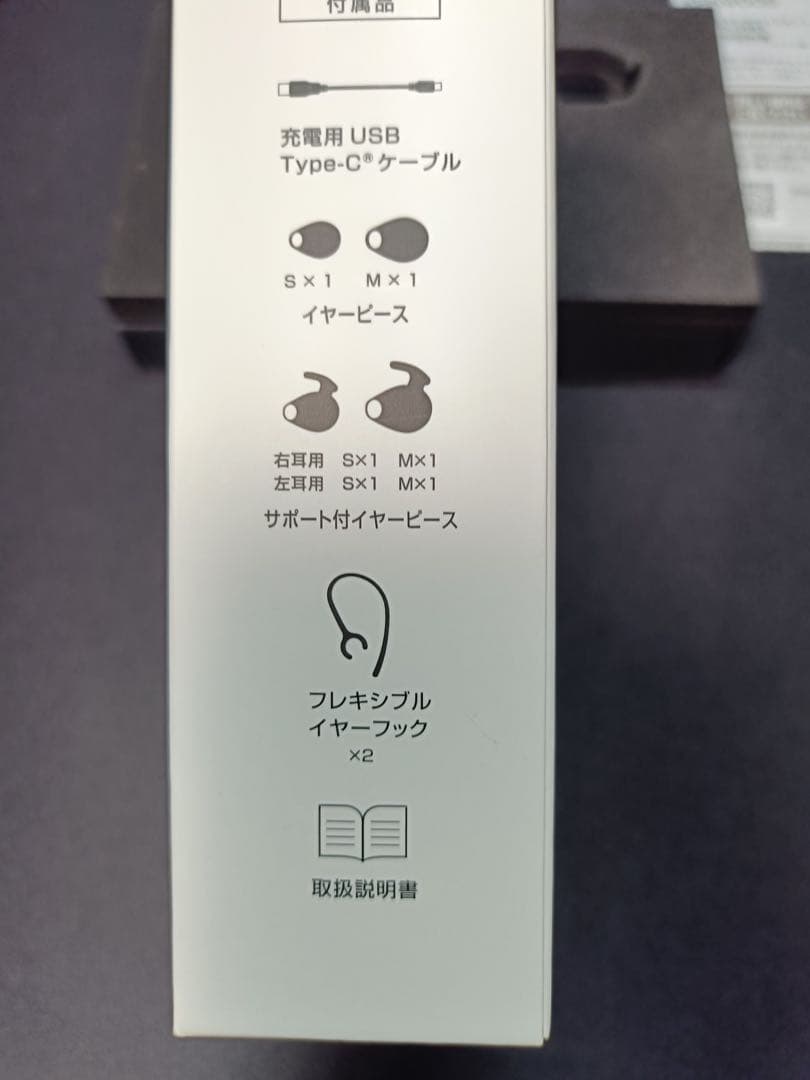 付属品
充電用 USB
Type-C®ケーブル
S×1 M×1
イヤーピース
右耳用 S×1 M×1
左耳用 S×1 M×1
サポート付イヤーピース
フレキシブル
イヤーフック
×2
取扱説明書